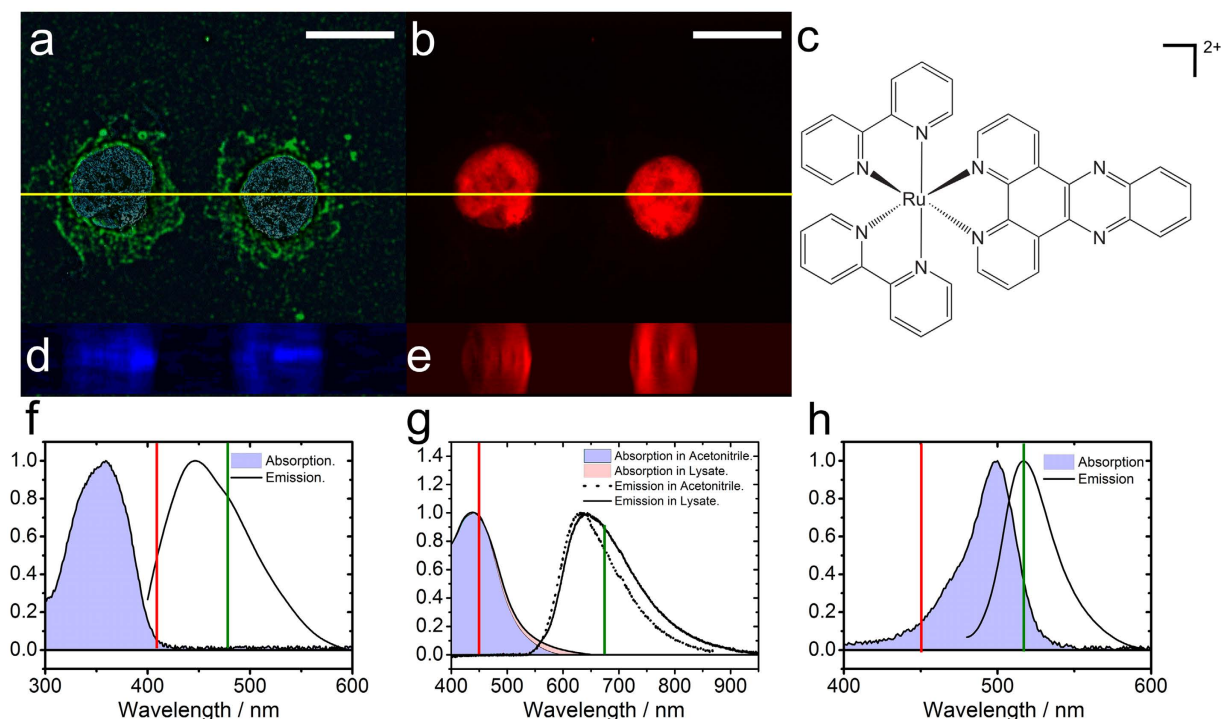 a
b
c
2+
N
N
N
N
N
N
Ru
N
N
d
e
f
g
h
1.0
0.8
0.6
0.4
0.2
0.0
300
400
500
600
Wavelength / nm
Absorption.
Emission.
1.4
1.2
1.0
0.8
0.6
0.4
0.2
0.0
400
500
600
700
800
900
Wavelength / nm
Absorption in Acetonitrile.
Absorption in Lysate.
Emission in Acetonitrile.
Emission in Lysate.
1.0
0.8
0.6
0.4
0.2
0.0
400
500
600
Wavelength / nm
Absorption
Emission